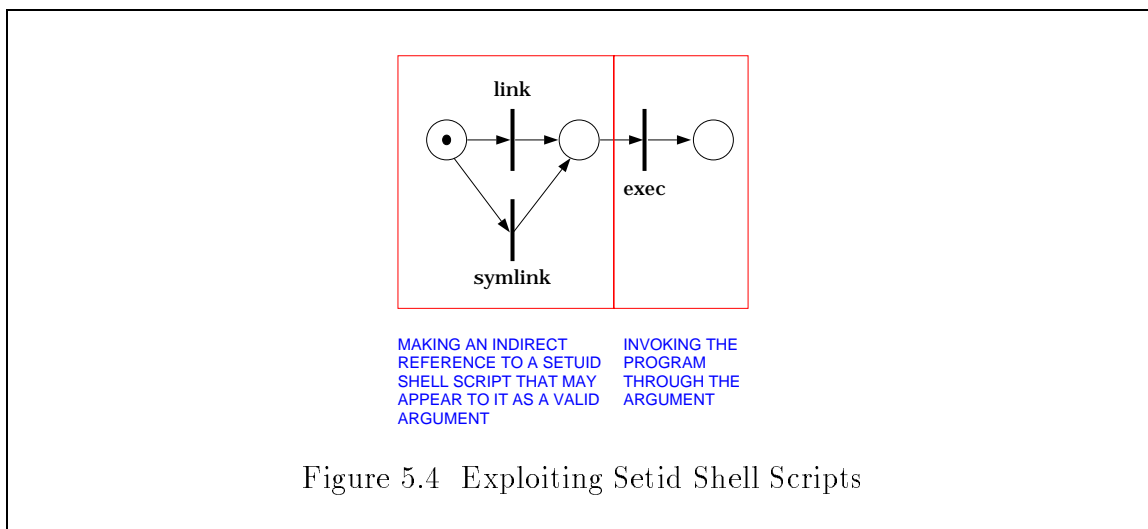 link
exec
symlink
MAKING AN INDIRECT
REFERENCE TO A SETUID
SHELL SCRIPT THAT MAY
APPEAR TO IT AS A VALID
ARGUMENT
INVOKING THE
PROGRAM
THROUGH THE
ARGUMENT
Figure 5.4 Exploiting Setid Shell Scripts